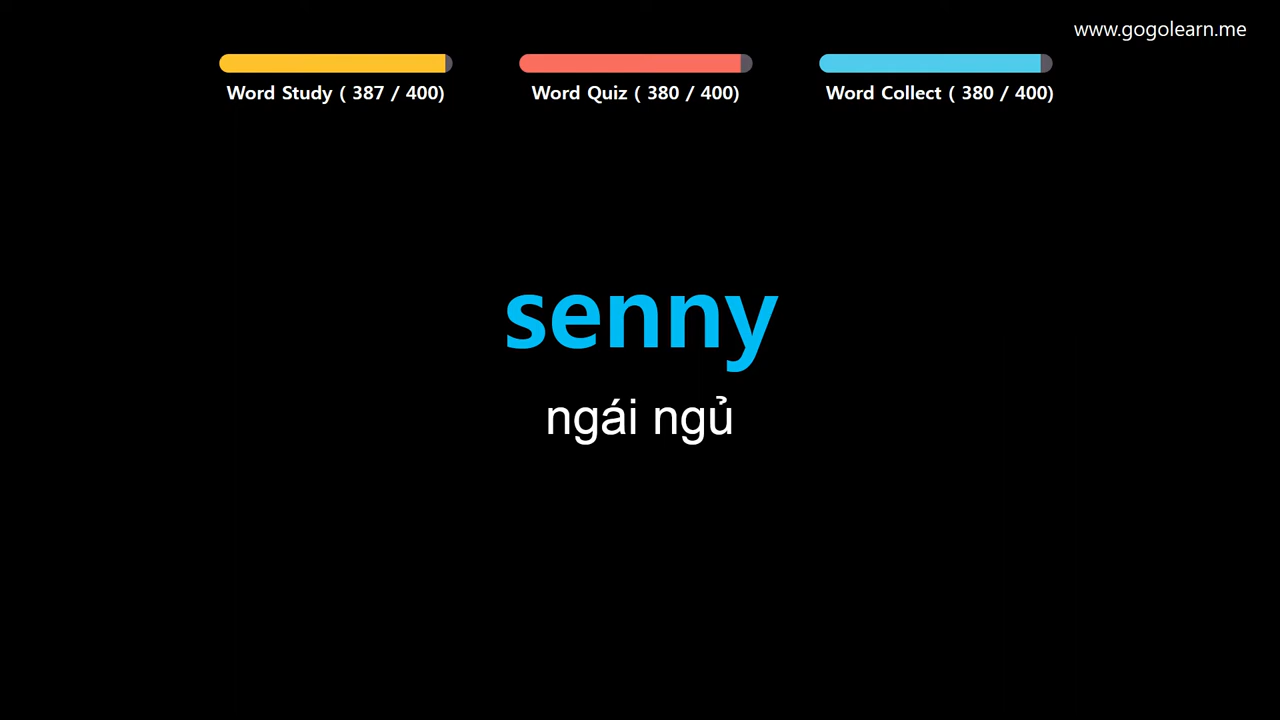 www.gogolearn.me
Word Study ( 387 / 400)
Word Quiz ( 380 / 400)
Word Collect ( 380 / 400)
senny
ngái ngủ